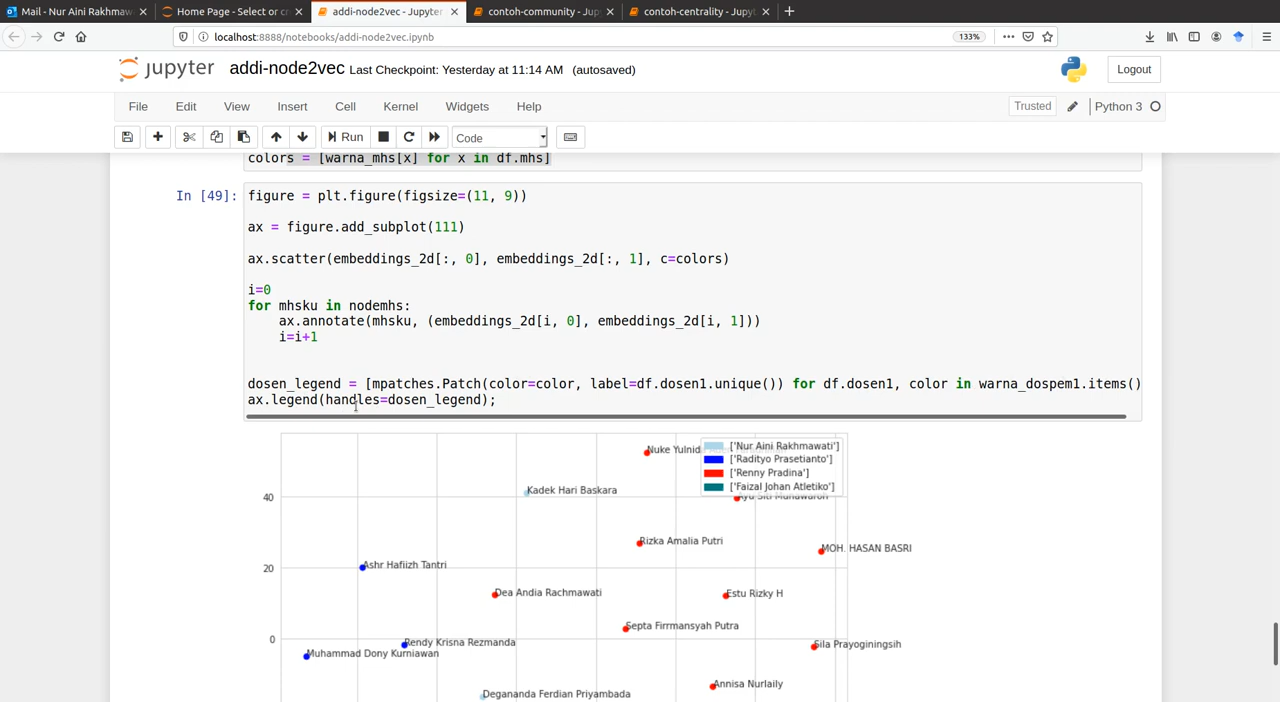 Mail - Nur Aini Rakhmaw
Home Page - Select or cr
addi-node2vec - Jupyter
contoh-community - Jup
contoh-centrality - Jupyt
localhost:8888/notebooks/addi-node2vec.ipynb
133%
jupyter addi-node2vec Last Checkpoint: Yesterday at 11:14 AM (autosaved)
Logout
File Edit View Insert Cell Kernel Widgets Help
Trusted
Python 3
Run
Code
colors = [warna_mhs[x] for x in df.mhs]
In [49]:
figure = plt.figure(figsize=(11, 9))
ax = figure.add_subplot(111)
ax.scatter(embeddings_2d[:, 0], embeddings_2d[:, 1], c=colors)
i=0
for mhsku in nodemhs:
    ax.annotate(mhsku, (embeddings_2d[i, 0], embeddings_2d[i, 1]))
    i=i+1
dosen_legend = [mpatches.Patch(color=color, label=df.dosen1.unique()) for df.dosen1, color in warna_dospem1.items()
ax.legend(handles=dosen_legend);
['Nur Aini Rakhmawati']
Nuke Yulnid
['Radityo Prasetianto']
['Renny Pradina']
['Faizal Johan Atletiko']
Kadek Hari Baskara
40
Rizka Amalia Putri
MOH. HASAN BASRI
Ashr Hafiizh Tantri
20
Dea Andia Rachmawati
Estu Rizky H
Septa Firrmansyah Putra
0
Rendy Krisna Rezmanda
Sila Prayoginingsih
Muhammad Dony Kurniawan
Annisa Nurlaily
Degananda Ferdian Priyambada